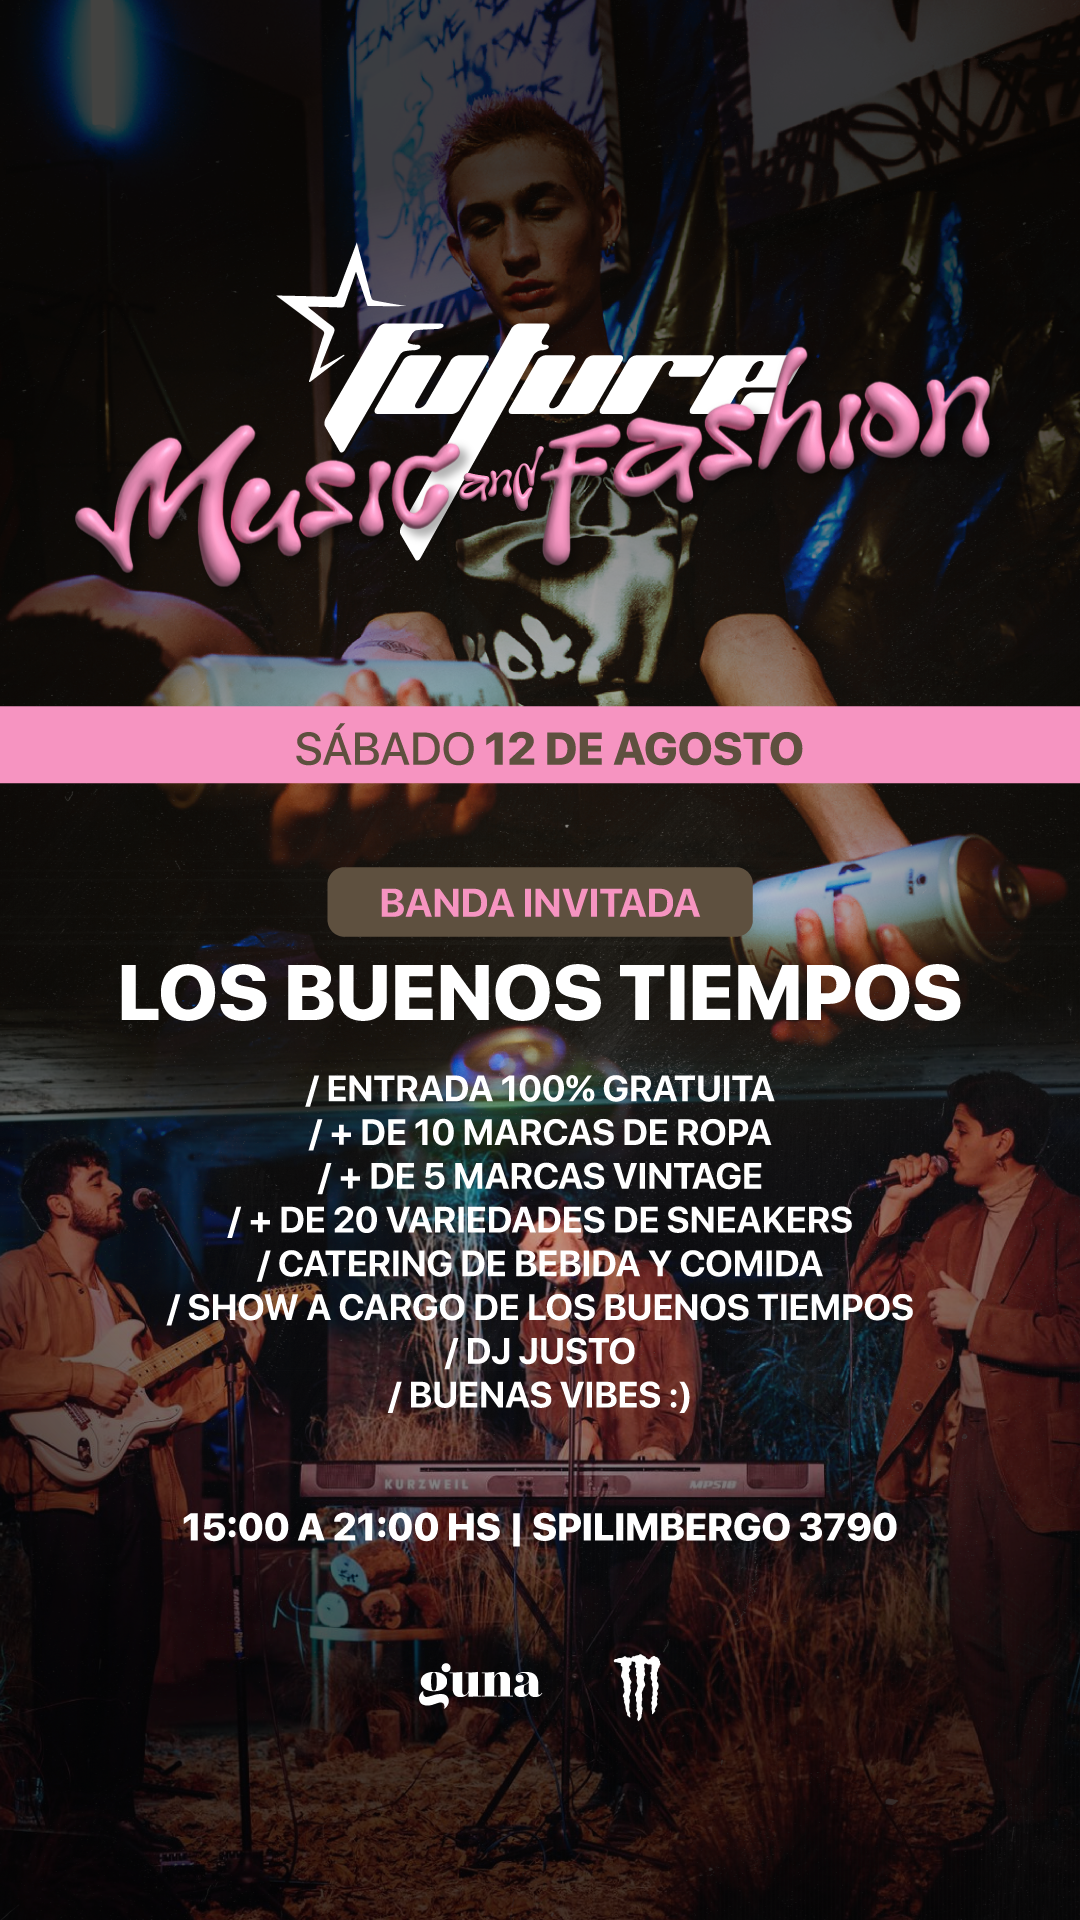 future
Music and Fashion
SÁBADO 12 DE AGOSTO
BANDA INVITADA
LOS BUENOS TIEMPOS
/ ENTRADA 100% GRATUITA
/ + DE 10 MARCAS DE ROPA
/ + DE 5 MARCAS VINTAGE
/ + DE 20 VARIEDADES DE SNEAKERS
/ CATERING DE BEBIDA Y COMIDA
/ SHOW A CARGO DE LOS BUENOS TIEMPOS
/ DJ JUSTO
/ BUENAS VIBES :)
KURZWEIL MPS10
15:00 A 21:00 HS | SPILIMBERGO 3790
guna